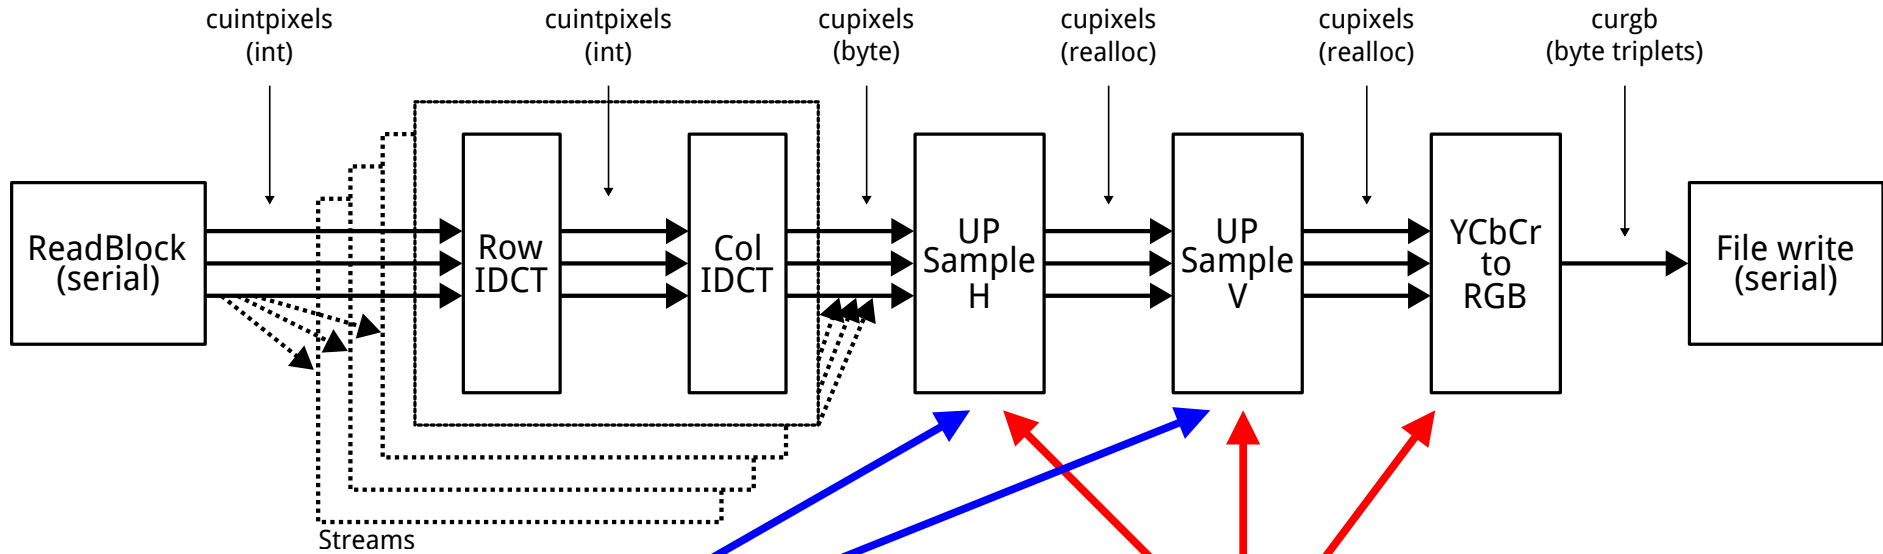 cuintpixels
(int)
cuintpixels
(int)
cupixels
(byte)
cupixels
(realloc)
cupixels
(realloc)
curgb
(byte triplets)
ReadBlock
(serial)
Row
IDCT
Col
IDCT
UP
Sample
H
UP
Sample
V
YCbCr
to
RGB
File write
(serial)
Streams